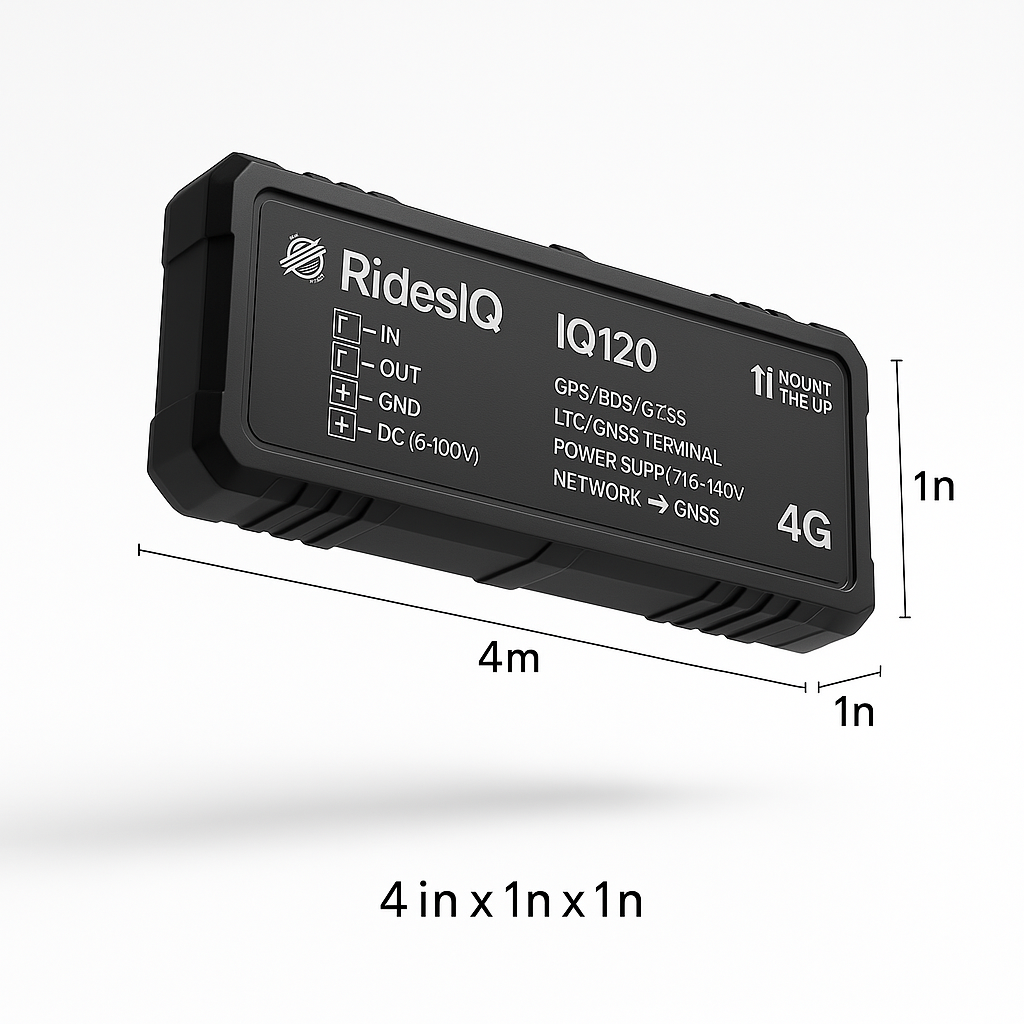 RidesIQ
IN
OUT
GND
DC (6-100V)
IQ120
GPS/BDS/
LTC/GNSS TERMINAL
POWER SUPP(716-140V
NETWORK → GNSS
NOUNT
THE UP
4G
1n
4m
1n
4 in x 1n x 1n